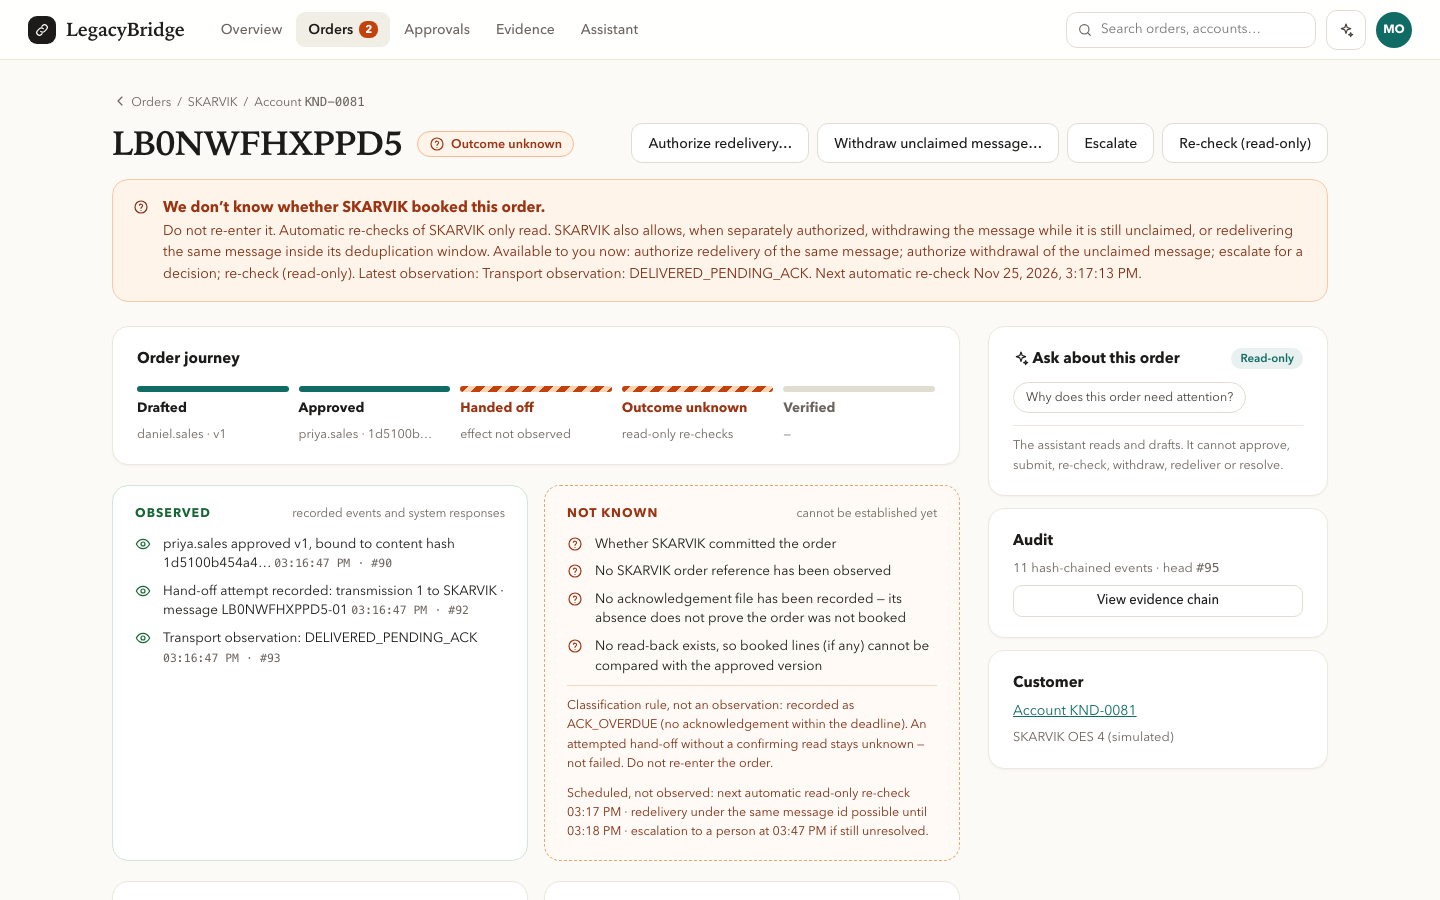 LegacyBridge
Overview
Orders 2
Approvals
Evidence
Assistant
Search orders, accounts…
MO
Orders / SKARVIK / Account KND-0081
LB0NWFHXPPD5
Outcome unknown
Authorize redelivery…
Withdraw unclaimed message…
Escalate
Re-check (read-only)
We don’t know whether SKARVIK booked this order.
Do not re-enter it. Automatic re-checks of SKARVIK only read. SKARVIK also allows, when separately authorized, withdrawing the message while it is still unclaimed, or redelivering
the same message inside its deduplication window. Available to you now: authorize redelivery of the same message; authorize withdrawal of the unclaimed message; escalate for a
decision; re-check (read-only). Latest observation: Transport observation: DELIVERED_PENDING_ACK. Next automatic re-check Nov 25, 2026, 3:17:13 PM.
Order journey
Drafted
daniel.sales · v1
Approved
priya.sales · 1d5100b…
Handed off
effect not observed
Outcome unknown
read-only re-checks
Verified
–
OBSERVED
recorded events and system responses
priya.sales approved v1, bound to content hash
1d5100b454a4… 03:16:47 PM · #90
Hand-off attempt recorded: transmission 1 to SKARVIK ·
message LB0NWFHXPPD5-01 03:16:47 PM · #92
Transport observation: DELIVERED_PENDING_ACK
03:16:47 PM · #93
NOT KNOWN
cannot be established yet
Whether SKARVIK committed the order
No SKARVIK order reference has been observed
No acknowledgement file has been recorded – its
absence does not prove the order was not booked
No read-back exists, so booked lines (if any) cannot be
compared with the approved version
Classification rule, not an observation: recorded as
ACK_OVERDUE (no acknowledgement within the deadline). An
attempted hand-off without a confirming read stays unknown –
not failed. Do not re-enter the order.
Scheduled, not observed: next automatic read-only re-check
03:17 PM · redelivery under the same message id possible until
03:18 PM · escalation to a person at 03:47 PM if still unresolved.
Ask about this order
Read-only
Why does this order need attention?
The assistant reads and drafts. It cannot approve,
submit, re-check, withdraw, redeliver or resolve.
Audit
11 hash-chained events · head #95
View evidence chain
Customer
Account KND-0081
SKARVIK OES 4 (simulated)